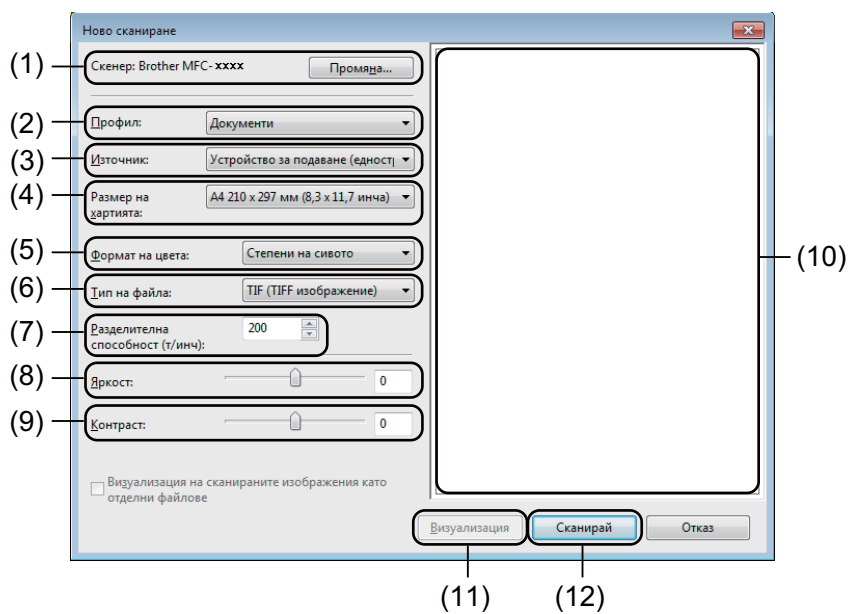 Ново сканиране
(1)
Скенер: Brother MFC- xxxx
Промяна...
(2)
Профил:
Документи
(3)
Източник:
Устройство за подаване (едност
(4)
Размер на
хартията:
A4 210 x 297 мм (8,3 x 11,7 инча)
(5)
Формат на цвета:
Степени на сивото
(6)
Тип на файла:
TIF (TIFF изображение)
(7)
Разделителна
способност (т/инч):
200
(8)
Яркост:
0
(9)
Контраст:
0
(10)
Визуализация на сканираните изображения като
отделни файлове
Визуализация
Сканирай
Отказ
(11)
(12)